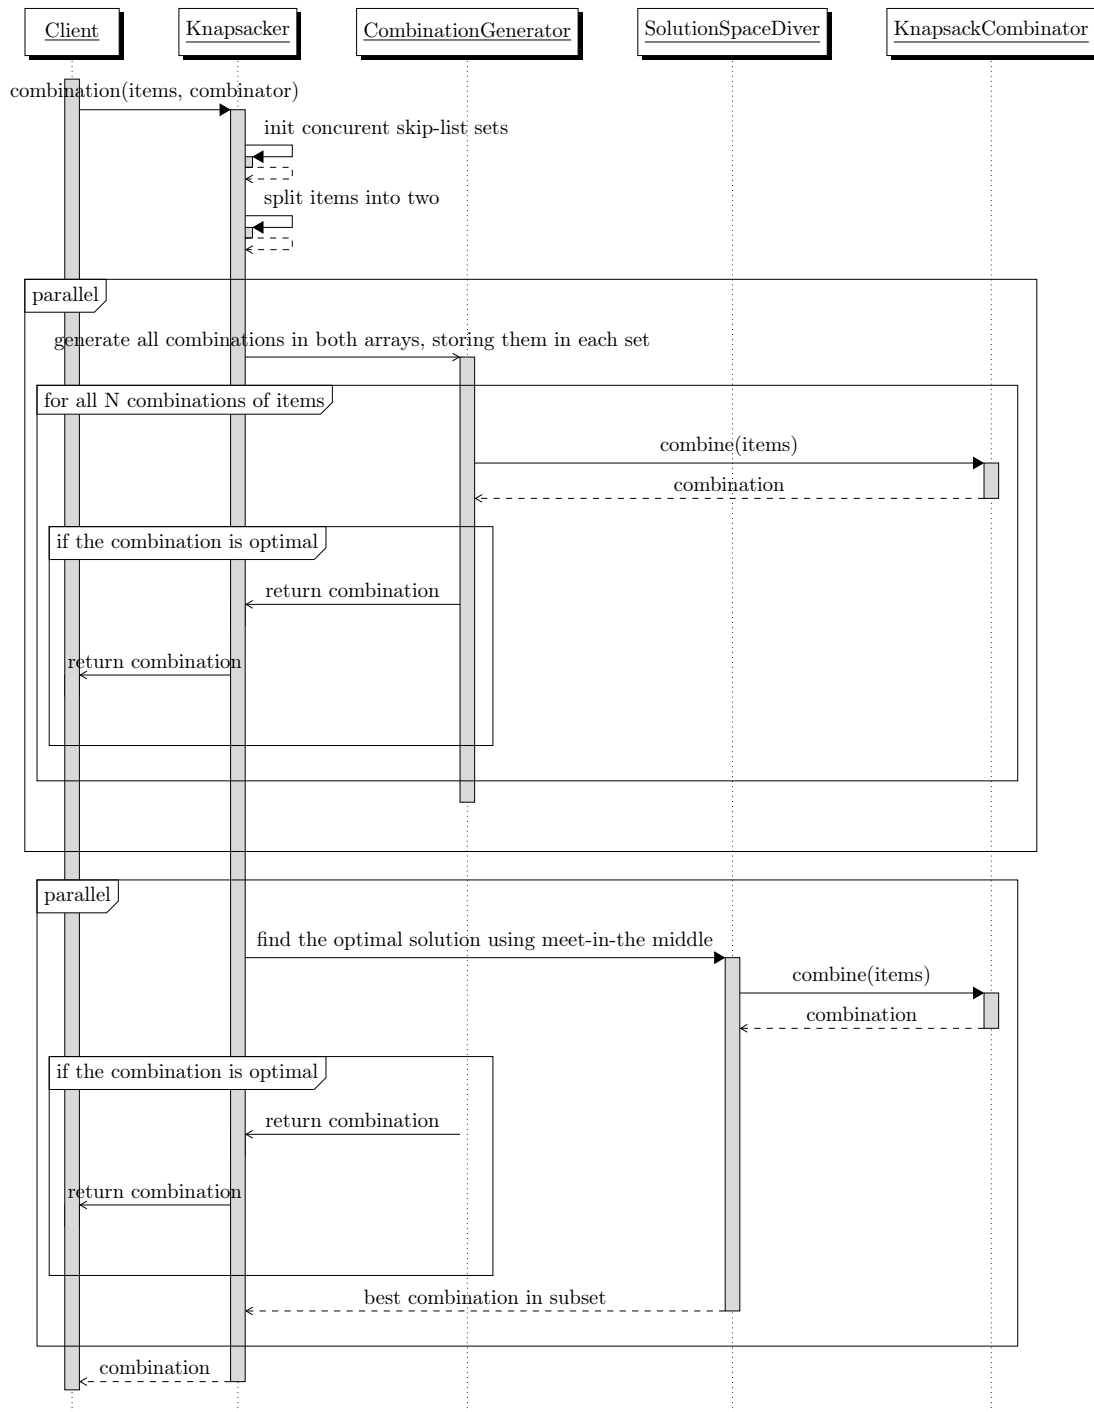 Client
Knapsacker
CombinationGenerator
SolutionSpaceDiver
KnapsackCombinator
combination(items, combinator)
init concurent skip-list sets
split items into two
parallel
generate all combinations in both arrays, storing them in each set
for all N combinations of items
combine(items)
combination
if the combination is optimal
return combination
return combination
parallel
find the optimal solution using meet-in-the middle
combine(items)
combination
if the combination is optimal
return combination
return combination
best combination in subset
combination